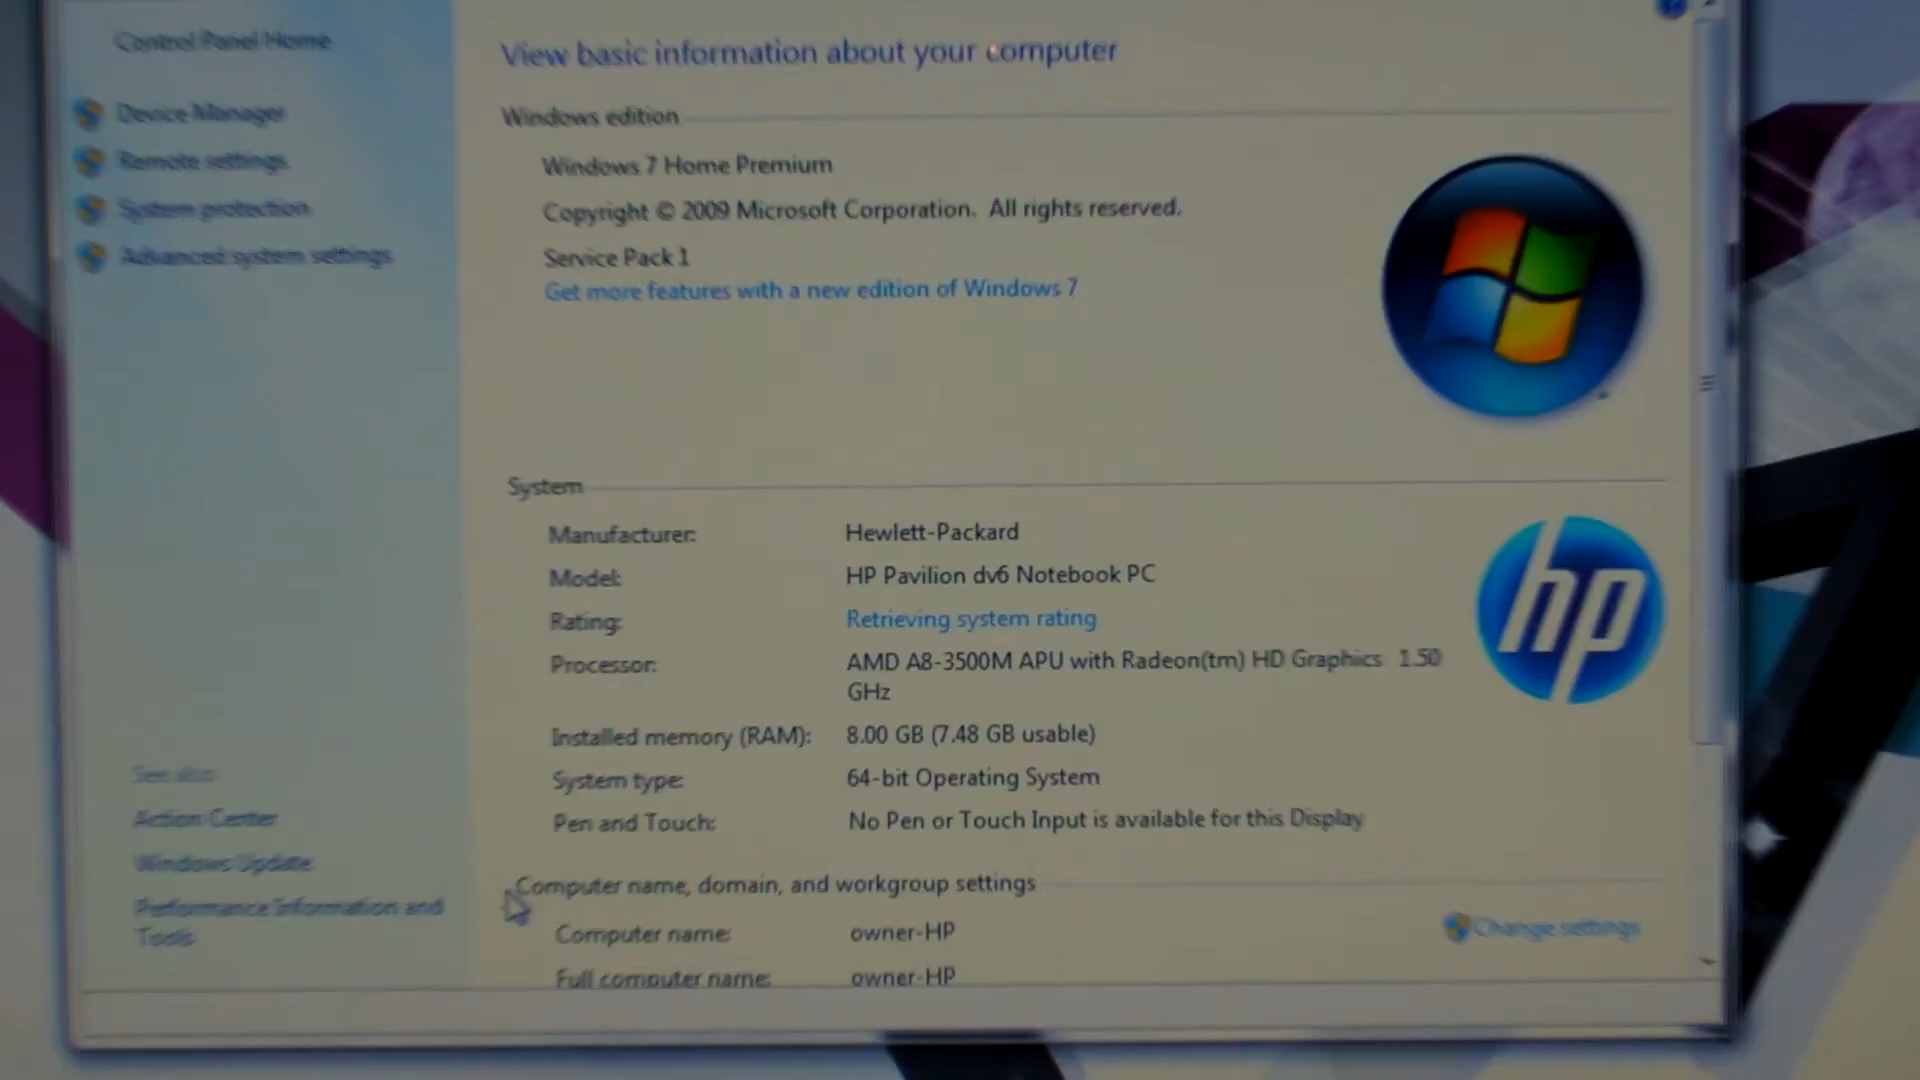 Control Panel Home
Device Manager
Remote settings
System protection
Advanced system settings
See also
Action Center
Windows Update
Performance Information and
Tools
View basic information about your computer
Windows edition
Windows 7 Home Premium
Copyright © 2009 Microsoft Corporation.  All rights reserved.
Service Pack 1
Get more features with a new edition of Windows 7
System
Manufacturer: Hewlett-Packard
Model: HP Pavilion dv6 Notebook PC
Rating: Retrieving system rating
Processor: AMD A8-3500M APU with Radeon(tm) HD Graphics 1.50
GHz
Installed memory (RAM): 8.00 GB (7.48 GB usable)
System type: 64-bit Operating System
Pen and Touch: No Pen or Touch Input is available for this Display
hp
Computer name, domain, and workgroup settings
Computer name: owner-HP
Change settings
Full computer name: owner-HP